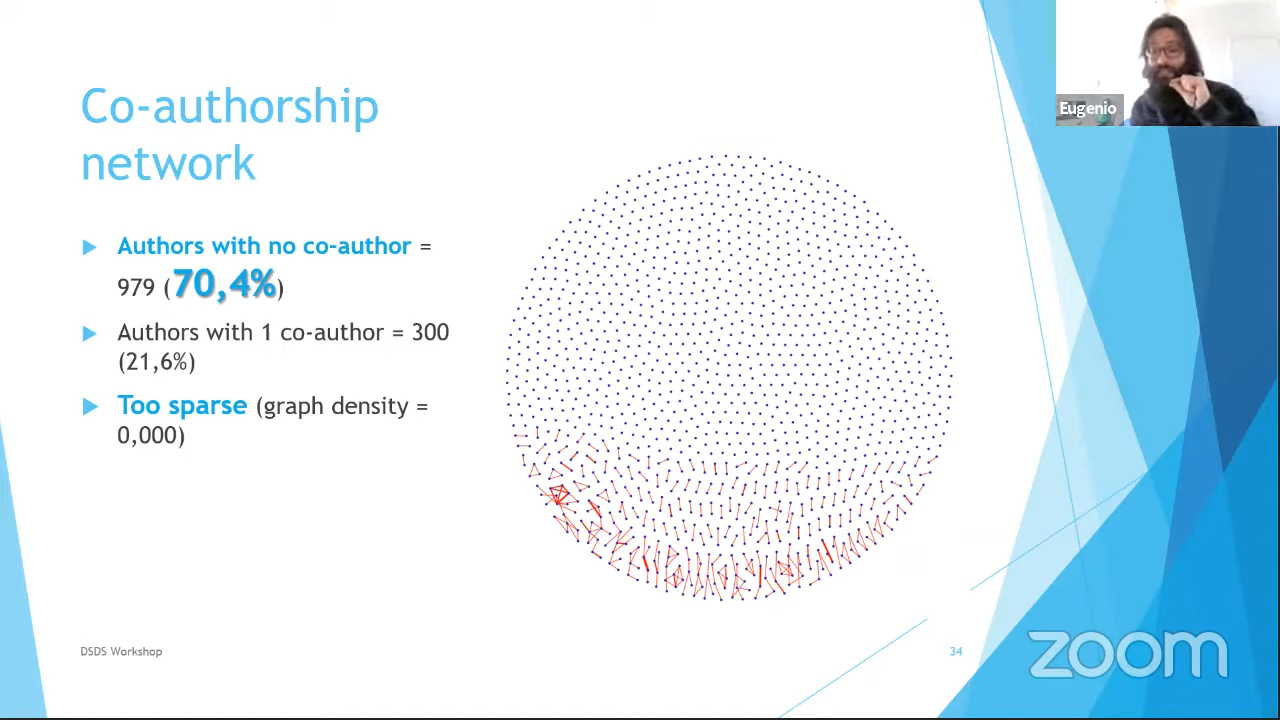 Co-authorship
network
Authors with no co-author =
979 (70,4%)
Authors with 1 co-author = 300
(21,6%)
Too sparse (graph density =
0,000)
DSDS Workshop
34
Eugenio
zoom